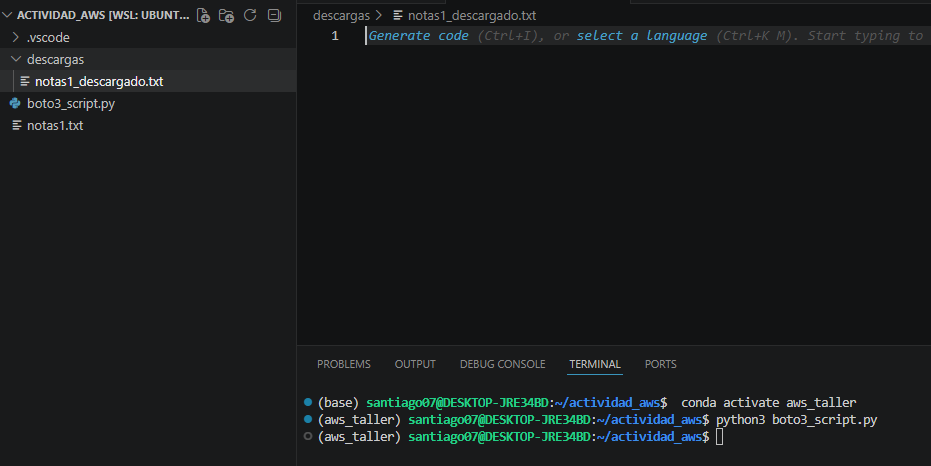 ACTIVIDAD_AWS [WSL: UBUNT...
.vscode
descargas
notas1_descargado.txt
boto3_script.py
notas1.txt
descargas > notas1_descargado.txt
1 Generate code (Ctrl+I), or select a language (Ctrl+K M). Start typing to
PROBLEMS OUTPUT DEBUG CONSOLE TERMINAL PORTS
(base) santiago07@DESKTOP-JRE34BD:~/actividad_aws$  conda activate aws_taller
(aws_taller) santiago07@DESKTOP-JRE34BD:~/actividad_aws$ python3 boto3_script.py
(aws_taller) santiago07@DESKTOP-JRE34BD:~/actividad_aws$